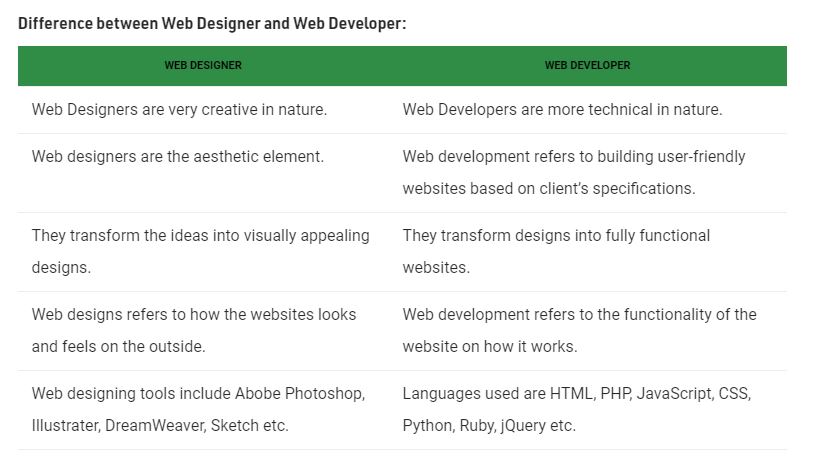 Difference between Web Designer and Web Developer:
WEB DESIGNER WEB DEVELOPER
Web Designers are very creative in nature. Web Developers are more technical in nature.
Web designers are the aesthetic element. Web development refers to building user-friendly
websites based on client's specifications.
They transform the ideas into visually appealing They transform designs into fully functional
designs. websites.
Web designs refers to how the websites looks Web development refers to the functionality of the
and feels on the outside. website on how it works.
Web designing tools include Abobe Photoshop, Languages used are HTML, PHP, JavaScript, CSS,
Illustrater, DreamWeaver, Sketch etc. Python, Ruby, jQuery etc.